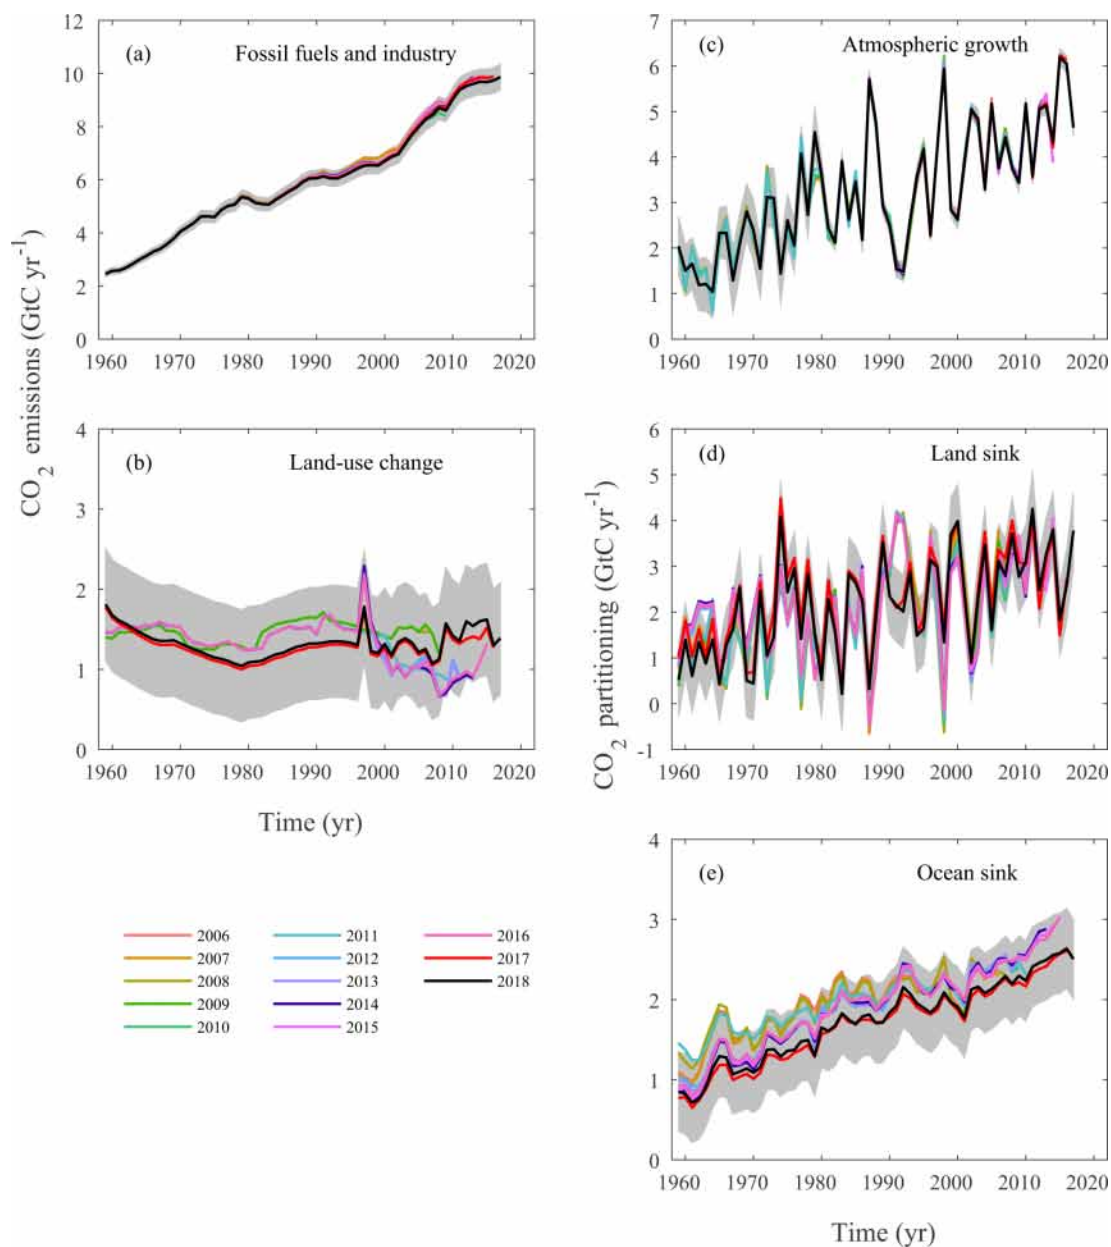 CO2 emissions (GtC yr-1)
(a) Fossil fuels and industry
12
10
8
6
4
2
0
1960 1970 1980 1990 2000 2010 2020
(b) Land-use change
4
3
2
1
0
1960 1970 1980 1990 2000 2010 2020
Time (yr)
2006 2011 2016
2007 2012 2017
2008 2013 2018
2009 2014
2010 2015
CO2 partitioning (GtC yr-1)
(c) Atmospheric growth
7
6
5
4
3
2
1
0
1960 1970 1980 1990 2000 2010 2020
(d) Land sink
6
5
4
3
2
1
0
-1
1960 1970 1980 1990 2000 2010 2020
(e) Ocean sink
4
3
2
1
0
1960 1970 1980 1990 2000 2010 2020
Time (yr)